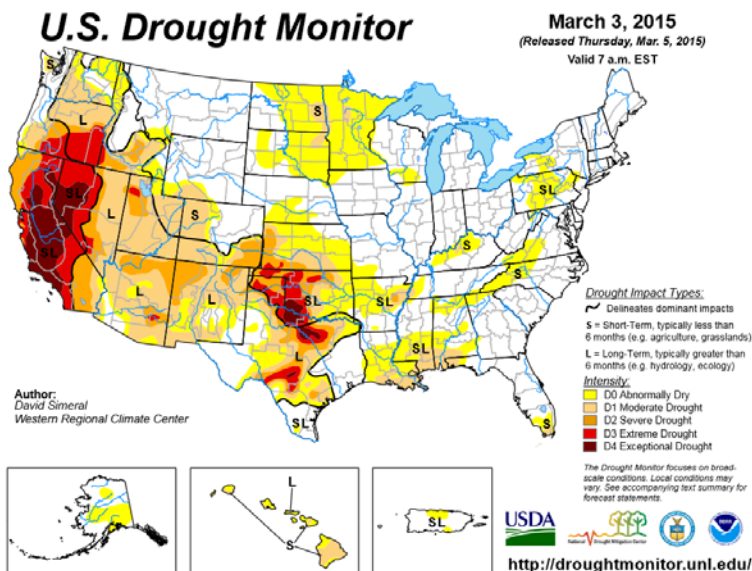 U.S. Drought Monitor
March 3, 2015
(Released Thursday, Mar. 5, 2015)
Valid 7 a.m. EST
S
L
SL
L
SL
S
L
L
S
SL
L
SL
SL
SL
S
S
SL
S
Drought Impact Types:
Delineates dominant impacts
S = Short-Term, typically less than
6 months (e.g. agriculture, grasslands)
L = Long-Term, typically greater than
6 months (e.g. hydrology, ecology)
Intensity:
D0 Abnormally Dry
D1 Moderate Drought
D2 Severe Drought
D3 Extreme Drought
D4 Exceptional Drought
Author:
David Simeral
Western Regional Climate Center
The Drought Monitor focuses on broad-
scale conditions. Local conditions may
vary. See accompanying text summary for
forecast statements.
L
S
SL
USDA
National Drought Mitigation Center
http://droughtmonitor.unl.edu/